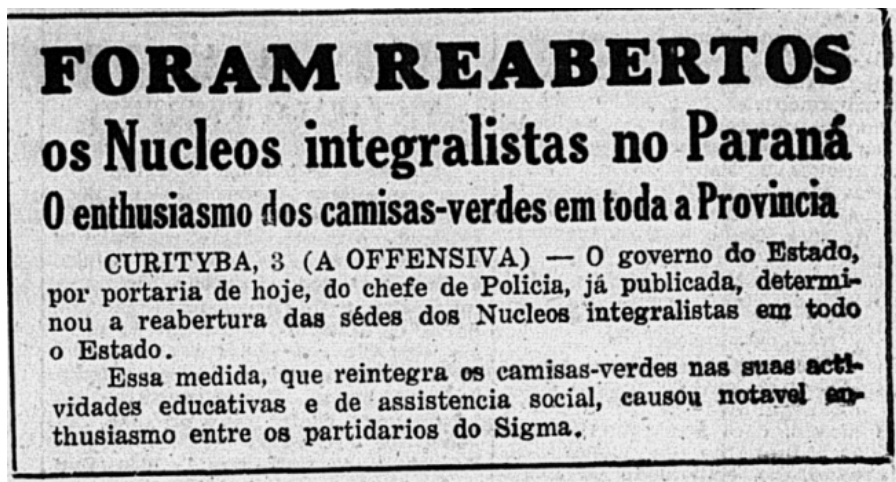 FORAM REABERTOS
os Nucleos integralistas no Paraná
O enthusiasmo dos camisas-verdes em toda a Provincia
CURITYBA, 3 (A OFFENSIVA) — O governo do Estado,
por portaria de hoje, do chefe de Policia, já publicada, determi-
nou a reabertura das sédes dos Nucleos integralistas em todo
o Estado.
Essa medida, que reintegra os camisas-verdes nas suas acti-
vidades educativas e de assistencia social, causou notavel en-
thusiasmo entre os partidarios do Sigma.